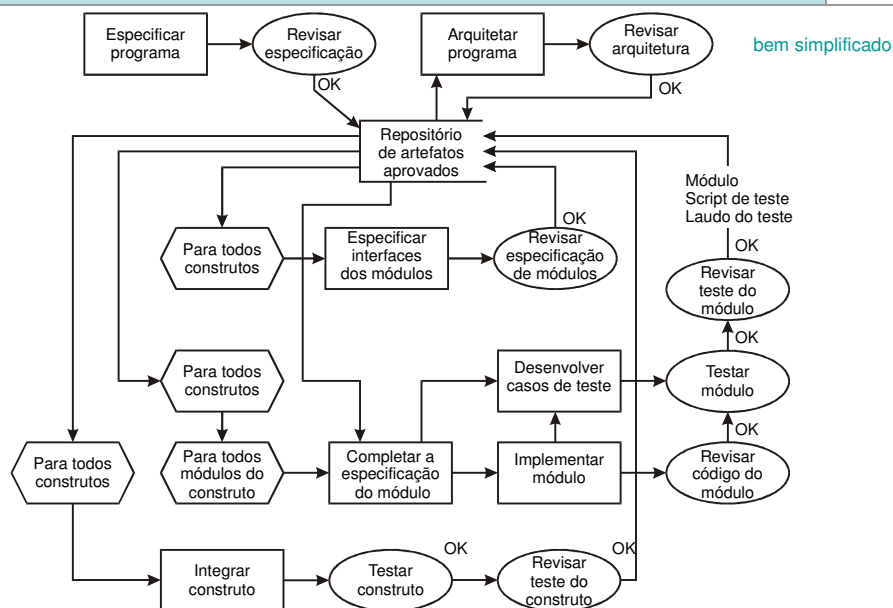 Especificar
programa
Revisar
especificação
Arquitetar
programa
Revisar
arquitetura
bem simplificado
OK
OK
Repositório
de artefatos
aprovados
Módulo
Script de teste
Laudo do teste
OK
OK
Para todos
construtos
Especificar
interfaces
dos módulos
Revisar
especificação
de módulos
Revisar
teste do
módulo
OK
Para todos
construtos
Desenvolver
casos de teste
Testar
módulo
OK
Para todos
construtos
Para todos
módulos do
construto
Completar a
especificação
do módulo
Implementar
módulo
Revisar
código do
módulo
OK
OK
Integrar
construto
Testar
construto
Revisar
teste do
construto